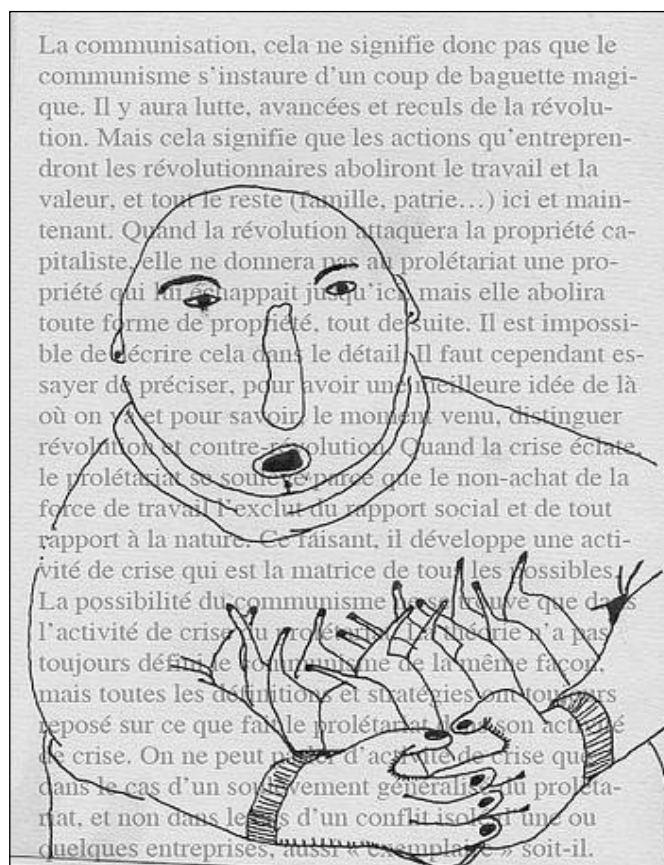 La communisation, cela ne signifie donc pas que le
communisme s’instaure d’un coup de baguette magi-
que. Il y aura lutte, avancées et reculs de la révolu-
tion. Mais cela signifie que les actions qu’entrepren-
dront les révolutionnaires aboliront le travail et la
valeur, et tout le reste (famille, patrie…) ici et main-
tenant. Quand la révolution attaquera la propriété ca-
pitaliste, elle ne donnera pas au prolétariat une pro-
priété qui lui échappait jusqu’ici, mais elle abolira
toute forme de propriété, tout de suite. Il est impossi-
ble de décrire cela dans le détail. Il faut cependant es-
sayer de préciser, pour avoir une meilleure idée de là
où on va et pour savoir, le moment venu, distinguer
révolution et contre-révolution. Quand la crise éclate,
le prolétariat se soulève parce que le non-achat de la
force de travail l’exclut du rapport social et de tout
rapport à la nature. Ce faisant, il développe une acti-
vité de crise qui est la matrice de tous les possibles.
La possibilité du communisme ne se trouve que dans
l’activité de crise du prolétariat. La théorie n’a pas
toujours défini le communisme de la même façon,
mais toutes les définitions et stratégies ont toujours
reposé sur ce que fait le prolétariat dans son activité
de crise. On ne peut parler d’activité de crise que
dans le cas d’un soulèvement généralisé du proléta-
riat, et non dans le cas d’un conflit isolé d’une ou
quelques entreprises, aussi « exemplaire » soit-il.